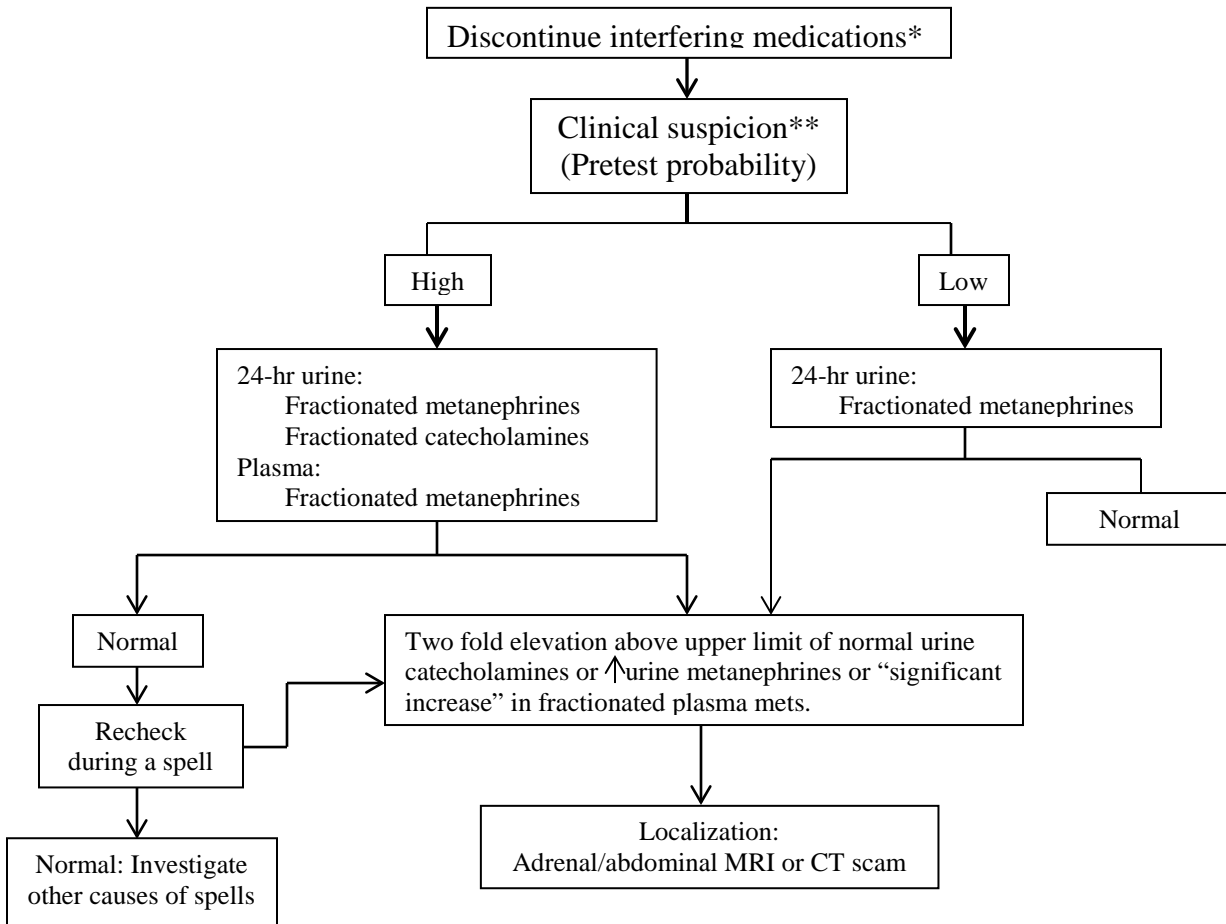 Discontinue interfering medications*
Clinical suspicion**
(Pretest probability)
High
Low
24-hr urine:
Fractionated metanephrines
Fractionated catecholamines
Plasma:
Fractionated metanephrines
24-hr urine:
Fractionated metanephrines
Normal
Normal
Two fold elevation above upper limit of normal urine
catecholamines or ↑urine metanephrines or “significant
increase” in fractionated plasma mets.
Recheck
during a spell
Localization:
Adrenal/abdominal MRI or CT scam
Normal: Investigate
other causes of spells